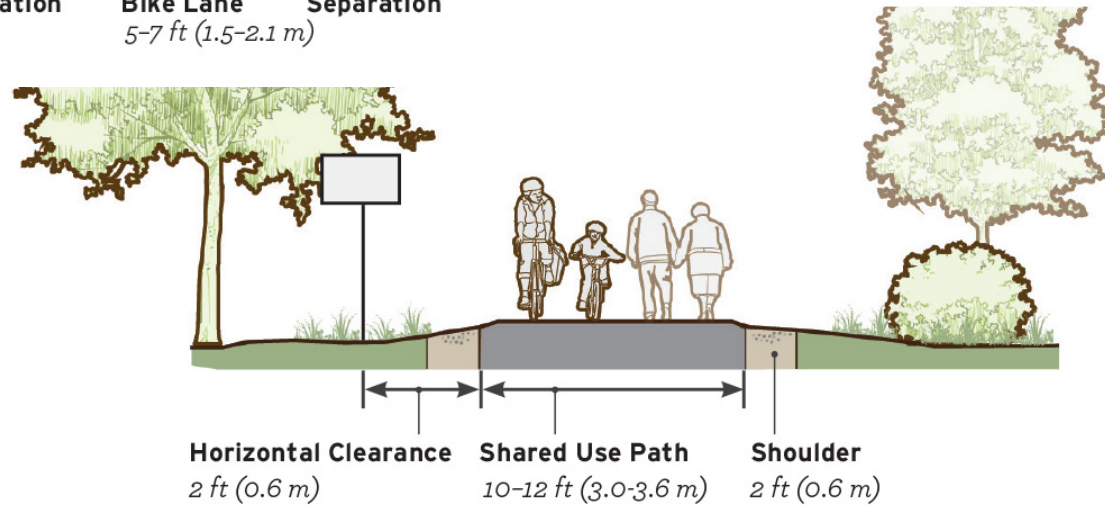 ation Bike Lane Separation
5–7 ft (1.5–2.1 m)
Horizontal Clearance Shared Use Path Shoulder
2 ft (0.6 m) 10–12 ft (3.0-3.6 m) 2 ft (0.6 m)